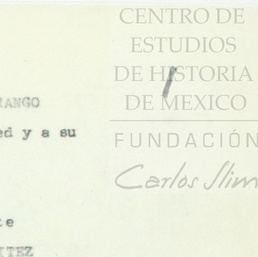 CENTRO DE
ESTUDIOS
DE HISTORIA
DE MEXICO
FUNDACIÓN
Carlos Slim
RANGO
ed y a su
te
ITEZ